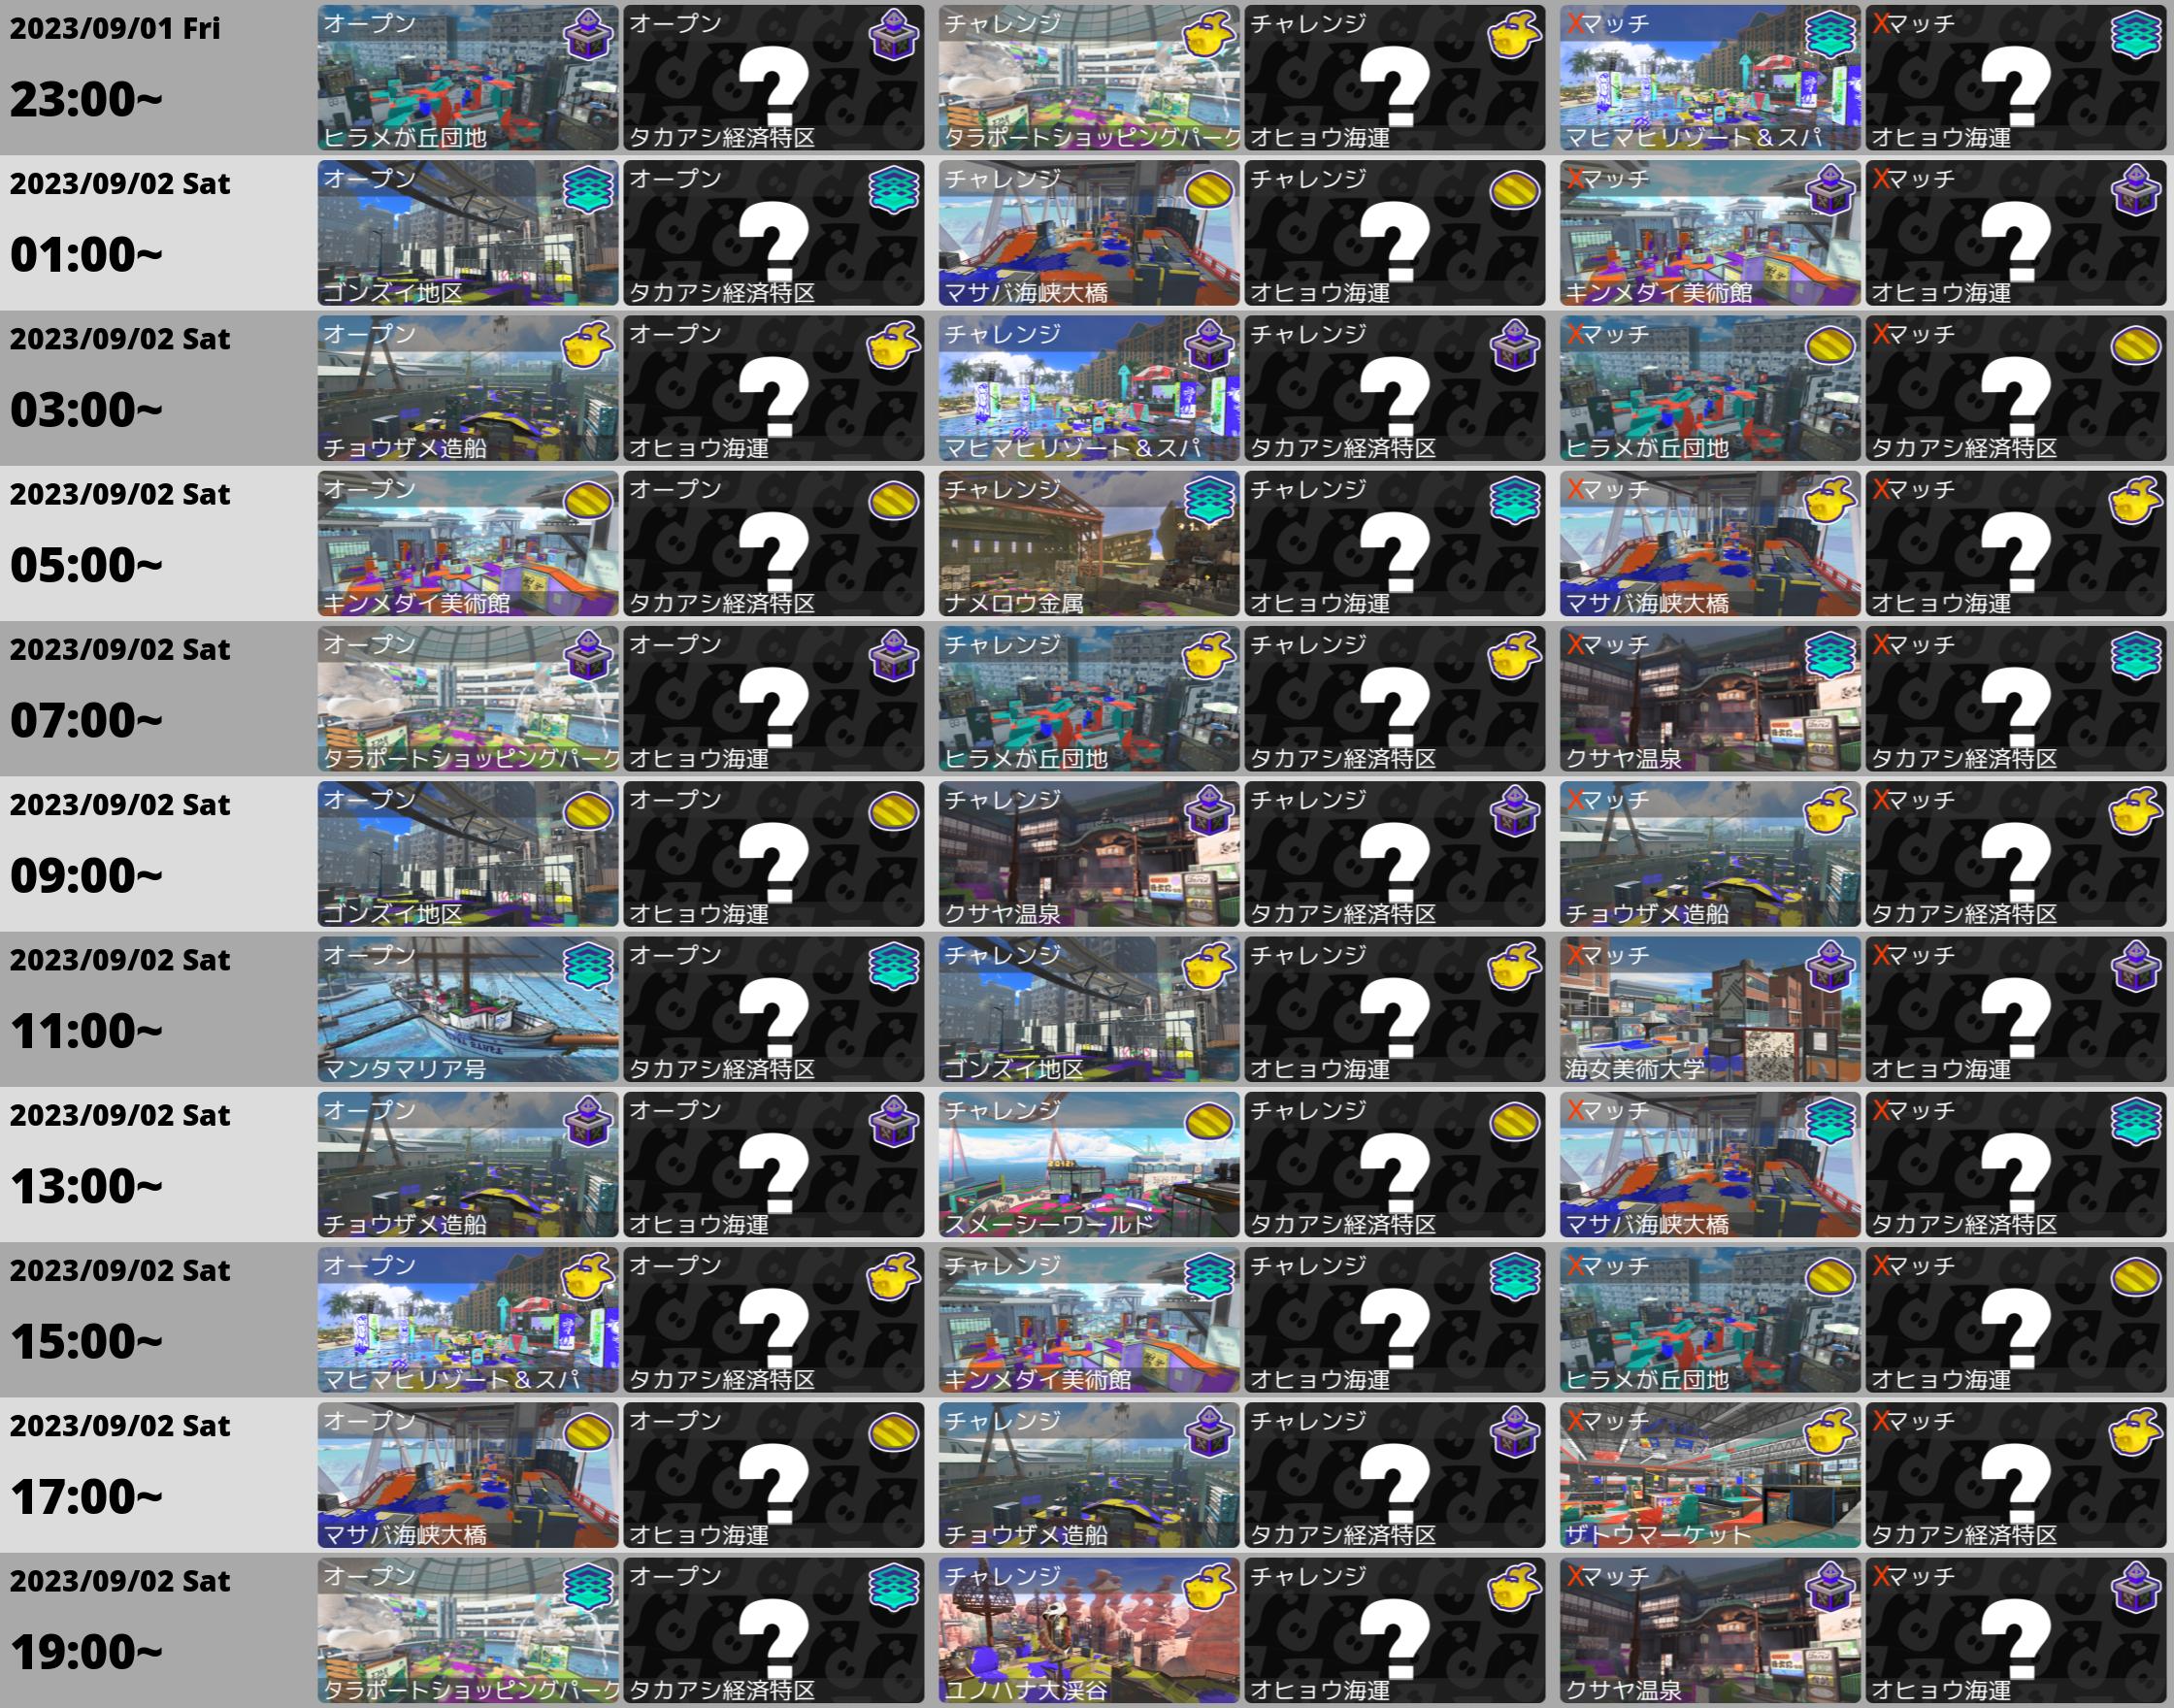 2023/09/01 Fri
23:00~
オープン
ヒラメが丘団地
オープン
?
タカアシ経済特区
チャレンジ
タラポートショッピングパーク
チャレンジ
?
オヒョウ海運
Xマッチ
マヒマヒリゾート＆スパ
Xマッチ
?
オヒョウ海運
2023/09/02 Sat
01:00~
オープン
ゴンズイ地区
オープン
?
タカアシ経済特区
チャレンジ
マサバ海峡大橋
チャレンジ
?
オヒョウ海運
Xマッチ
キンメダイ美術館
Xマッチ
?
オヒョウ海運
2023/09/02 Sat
03:00~
オープン
チョウザメ造船
オープン
?
オヒョウ海運
チャレンジ
マヒマヒリゾート＆スパ
チャレンジ
?
タカアシ経済特区
Xマッチ
ヒラメが丘団地
Xマッチ
?
タカアシ経済特区
2023/09/02 Sat
05:00~
オープン
キンメダイ美術館
オープン
?
タカアシ経済特区
チャレンジ
ナメロウ金属
チャレンジ
?
オヒョウ海運
Xマッチ
マサバ海峡大橋
Xマッチ
?
オヒョウ海運
2023/09/02 Sat
07:00~
オープン
タラポートショッピングパーク
オープン
?
オヒョウ海運
チャレンジ
ヒラメが丘団地
チャレンジ
?
タカアシ経済特区
Xマッチ
クサヤ温泉
Xマッチ
?
タカアシ経済特区
2023/09/02 Sat
09:00~
オープン
ゴンズイ地区
オープン
?
オヒョウ海運
チャレンジ
クサヤ温泉
チャレンジ
?
タカアシ経済特区
Xマッチ
チョウザメ造船
Xマッチ
?
タカアシ経済特区
2023/09/02 Sat
11:00~
オープン
マンタマリア号
オープン
?
タカアシ経済特区
チャレンジ
ゴンズイ地区
チャレンジ
?
オヒョウ海運
Xマッチ
海女美術大学
Xマッチ
?
オヒョウ海運
2023/09/02 Sat
13:00~
オープン
チョウザメ造船
オープン
?
オヒョウ海運
チャレンジ
スメーシーワールド
チャレンジ
?
タカアシ経済特区
Xマッチ
マサバ海峡大橋
Xマッチ
?
タカアシ経済特区
2023/09/02 Sat
15:00~
オープン
マヒマヒリゾート＆スパ
オープン
?
タカアシ経済特区
チャレンジ
キンメダイ美術館
チャレンジ
?
オヒョウ海運
Xマッチ
ヒラメが丘団地
Xマッチ
?
オヒョウ海運
2023/09/02 Sat
17:00~
オープン
マサバ海峡大橋
オープン
?
オヒョウ海運
チャレンジ
チョウザメ造船
チャレンジ
?
タカアシ経済特区
Xマッチ
ザトウマーケット
Xマッチ
?
タカアシ経済特区
2023/09/02 Sat
19:00~
オープン
タラポートショッピングパーク
オープン
?
タカアシ経済特区
チャレンジ
ユノハナ大渓谷
チャレンジ
?
オヒョウ海運
Xマッチ
クサヤ温泉
Xマッチ
?
オヒョウ海運